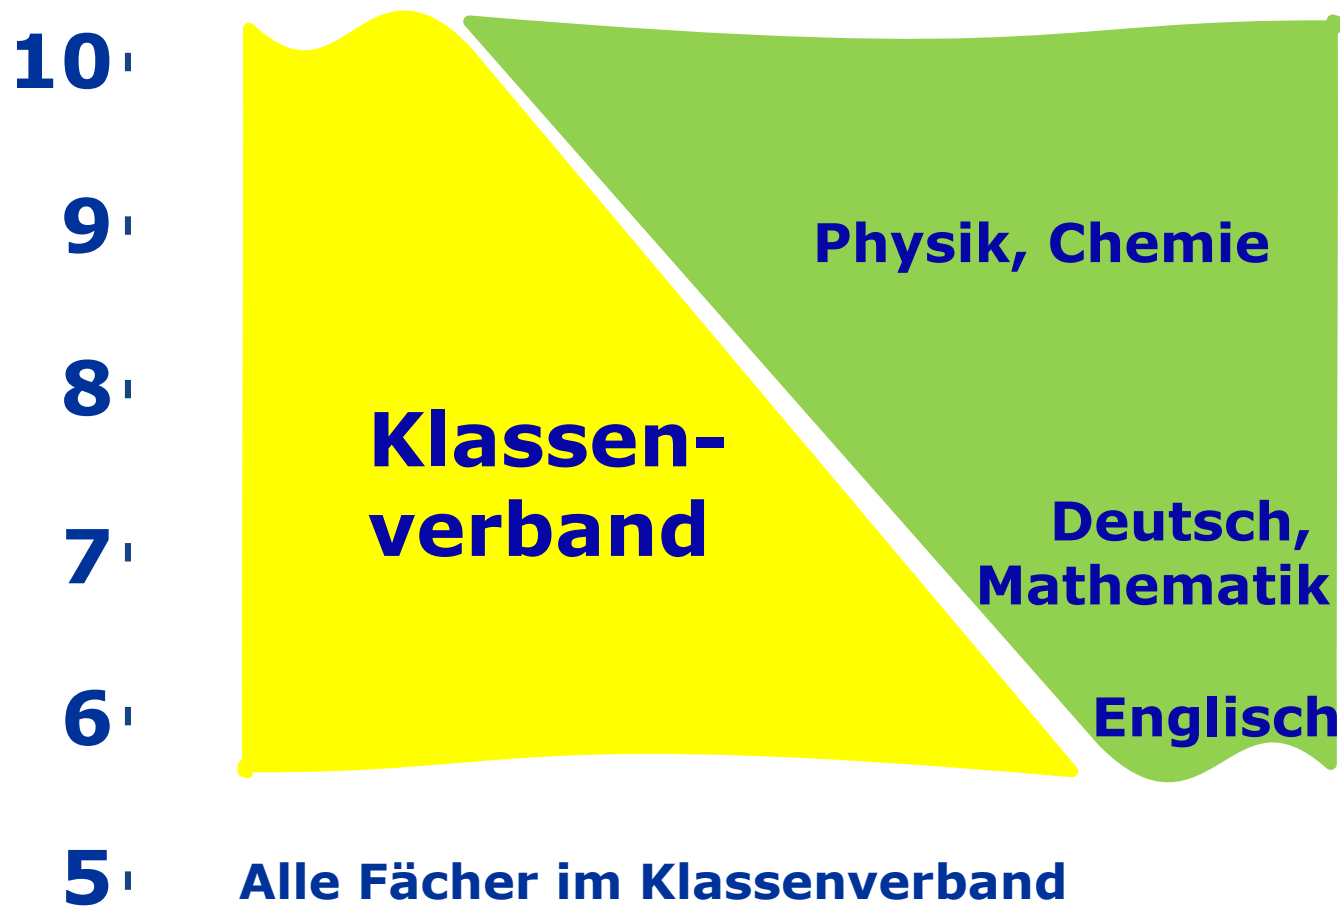 10
9
Physik, Chemie
8
Klassen-
verband
7
Deutsch,
Mathematik
6
Englisch
5
Alle Fächer im Klassenverband